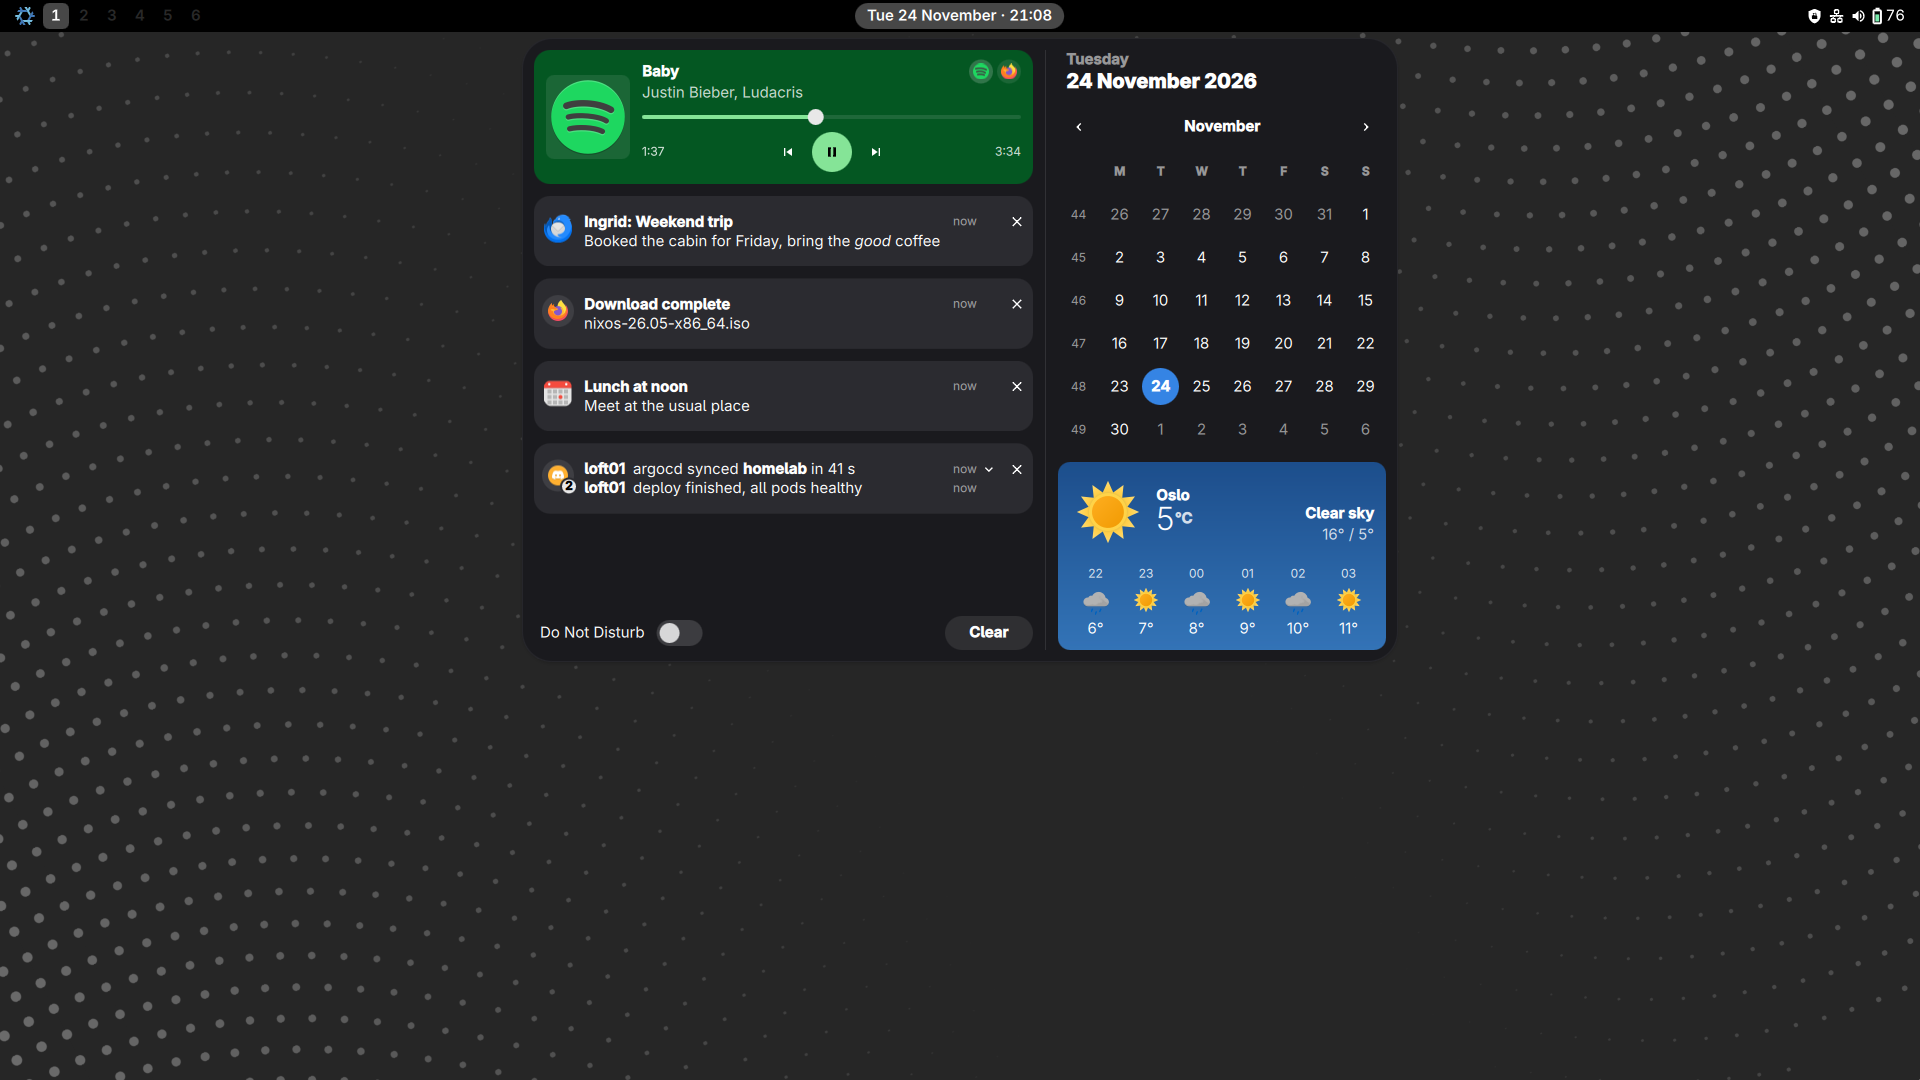 1 2 3 4 5 6
Tue 24 November · 21:08
76
Baby
Justin Bieber, Ludacris
1:37
3:34
Ingrid: Weekend trip now
Booked the cabin for Friday, bring the good coffee
Download complete now
nixos-26.05-x86_64.iso
Lunch at noon now
Meet at the usual place
loft01 argocd synced homelab in 41 s now
loft01 deploy finished, all pods healthy now
2
Do Not Disturb
Clear
Tuesday
24 November 2026
November
M T W T F S S
44 26 27 28 29 30 31 1
45 2 3 4 5 6 7 8
46 9 10 11 12 13 14 15
47 16 17 18 19 20 21 22
48 23 24 25 26 27 28 29
49 30 1 2 3 4 5 6
Oslo
5°C
Clear sky
16° / 5°
22 23 00 01 02 03
6° 7° 8° 9° 10° 11°